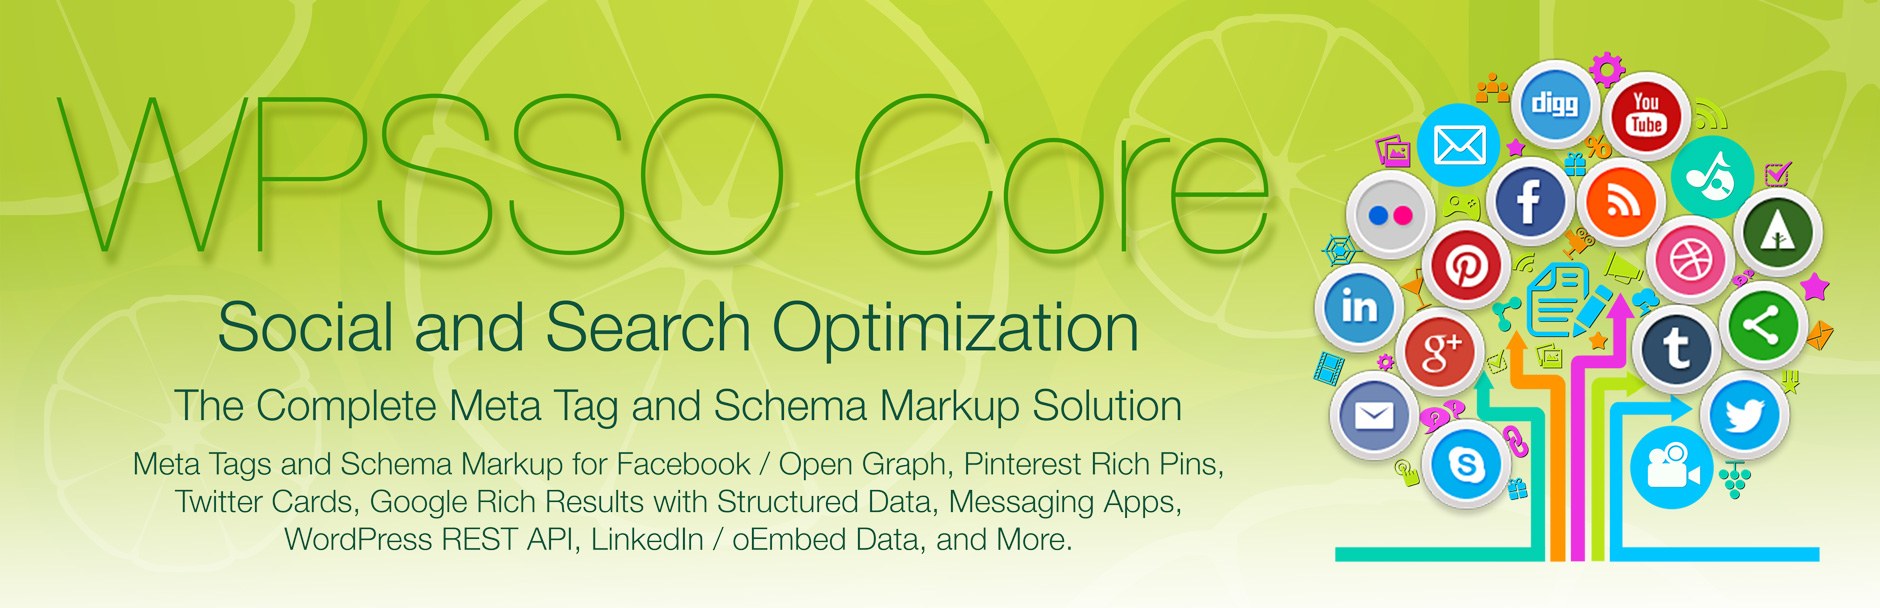 WPSSO Core
Social and Search Optimization
The Complete Meta Tag and Schema Markup Solution
Meta Tags and Schema Markup for Facebook / Open Graph, Pinterest Rich Pins,
Twitter Cards, Google Rich Results with Structured Data, Messaging Apps,
WordPress REST API, LinkedIn / oEmbed Data, and More.
digg
You
Tube
%
f
in
g+
t
S